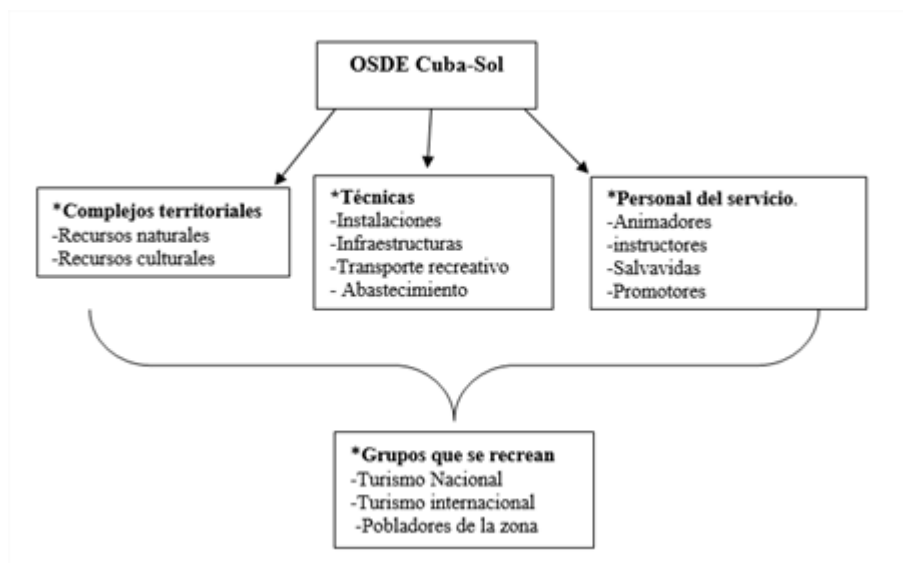 OSDE Cuba-Sol
*Complejos territoriales
-Recursos naturales
-Recursos culturales
*Técnicas
-Instalaciones
-Infraestructuras
-Transporte recreativo
- Abastecimiento
*Personal del servicio.
-Animadores
-instructores
-Salvavidas
-Promotores
*Grupos que se recrean
-Turismo Nacional
-Turismo internacional
-Pobladores de la zona